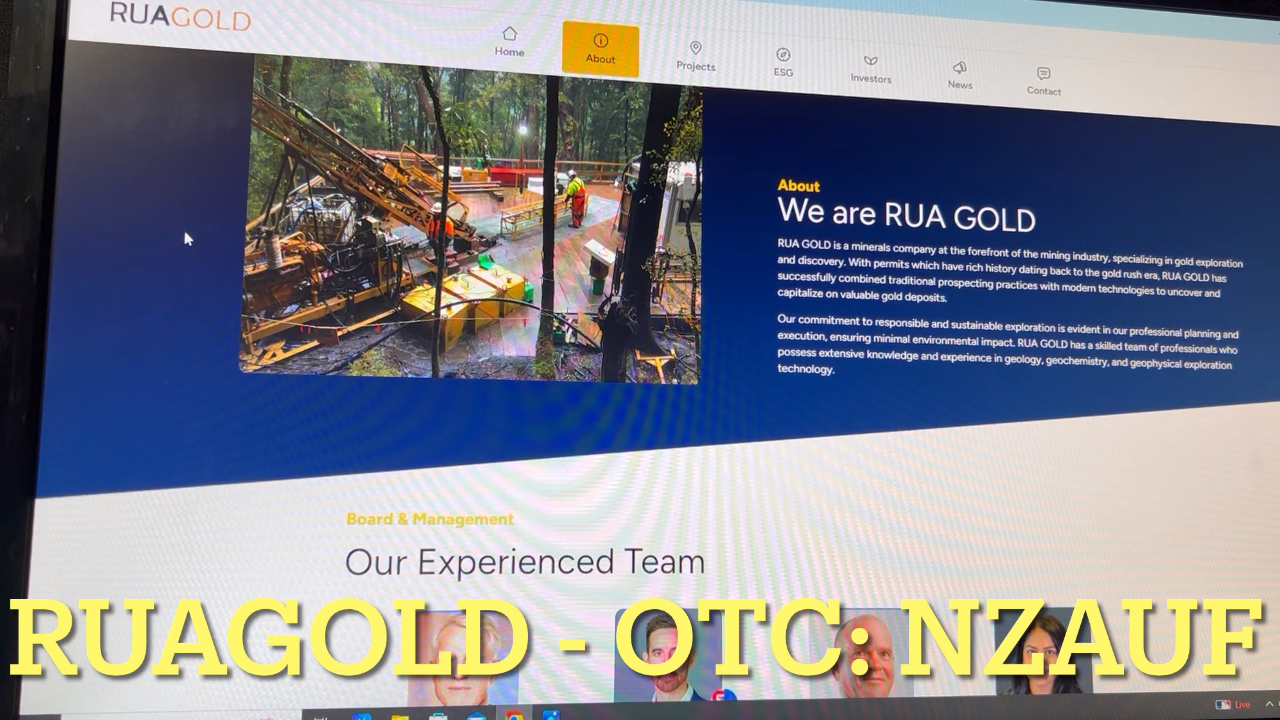 RUAGOLD
Home
About
Projects
ESG
Investors
News
Contact
About
We are RUA GOLD
RUA GOLD is a minerals company at the forefront of the mining industry, specializing in gold exploration
and discovery. With permits which have rich history dating back to the gold rush era, RUA GOLD has
successfully combined traditional prospecting practices with modern technologies to uncover and
capitalize on valuable gold deposits.
Our commitment to responsible and sustainable exploration is evident in our professional planning and
execution, ensuring minimal environmental impact. RUA GOLD has a skilled team of professionals who
possess extensive knowledge and experience in geology, geochemistry, and geophysical exploration
technology.
Board & Management
Our Experienced Team
RUAGOLD - OTC: NZAUF
Live